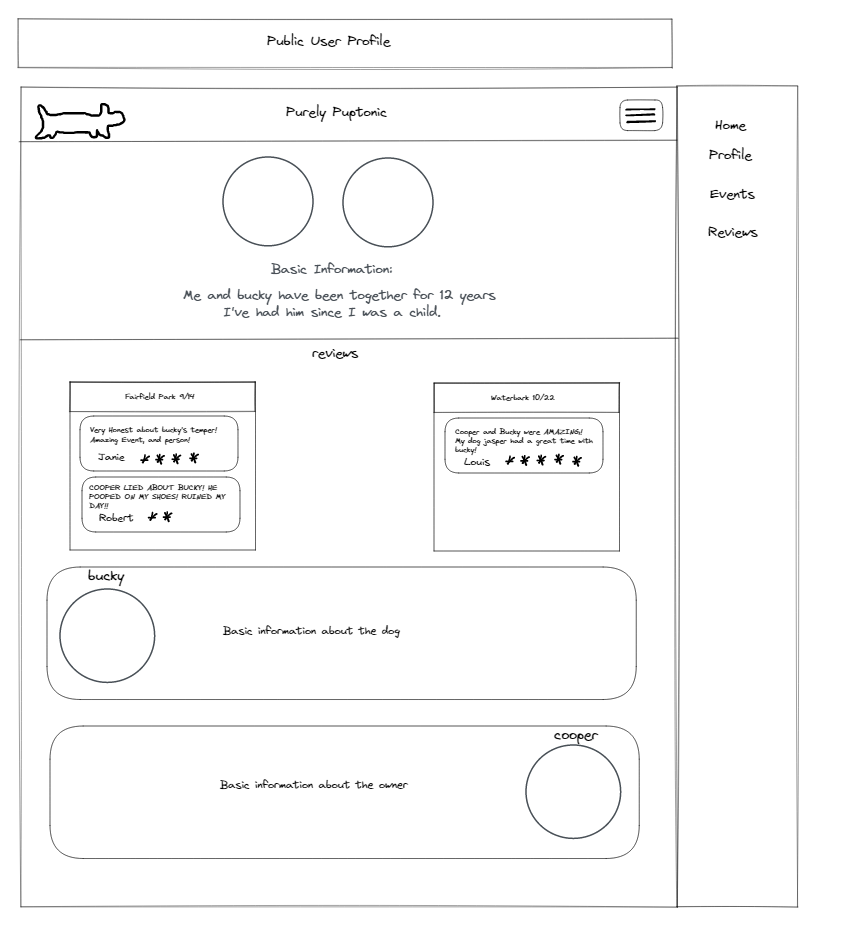 Public User Profile
Purely Puptonic
Home
Profile
Events
Reviews
Basic Information:
Me and bucky have been together for 12 years
I've had him since I was a child.
reviews
Fairfield Park 9/14
Very Honest about bucky's temper!
Amazing Event, and person!
Janie
COOPER LIED ABOUT BUCKY! HE
POOPED ON MY SHOES! RUINED MY
DAY!!
Robert
Waterbark 10/22
Cooper and Bucky were AMAZING!
My dog jasper had a great time with
bucky!
Louis
bucky
Basic information about the dog
cooper
Basic information about the owner